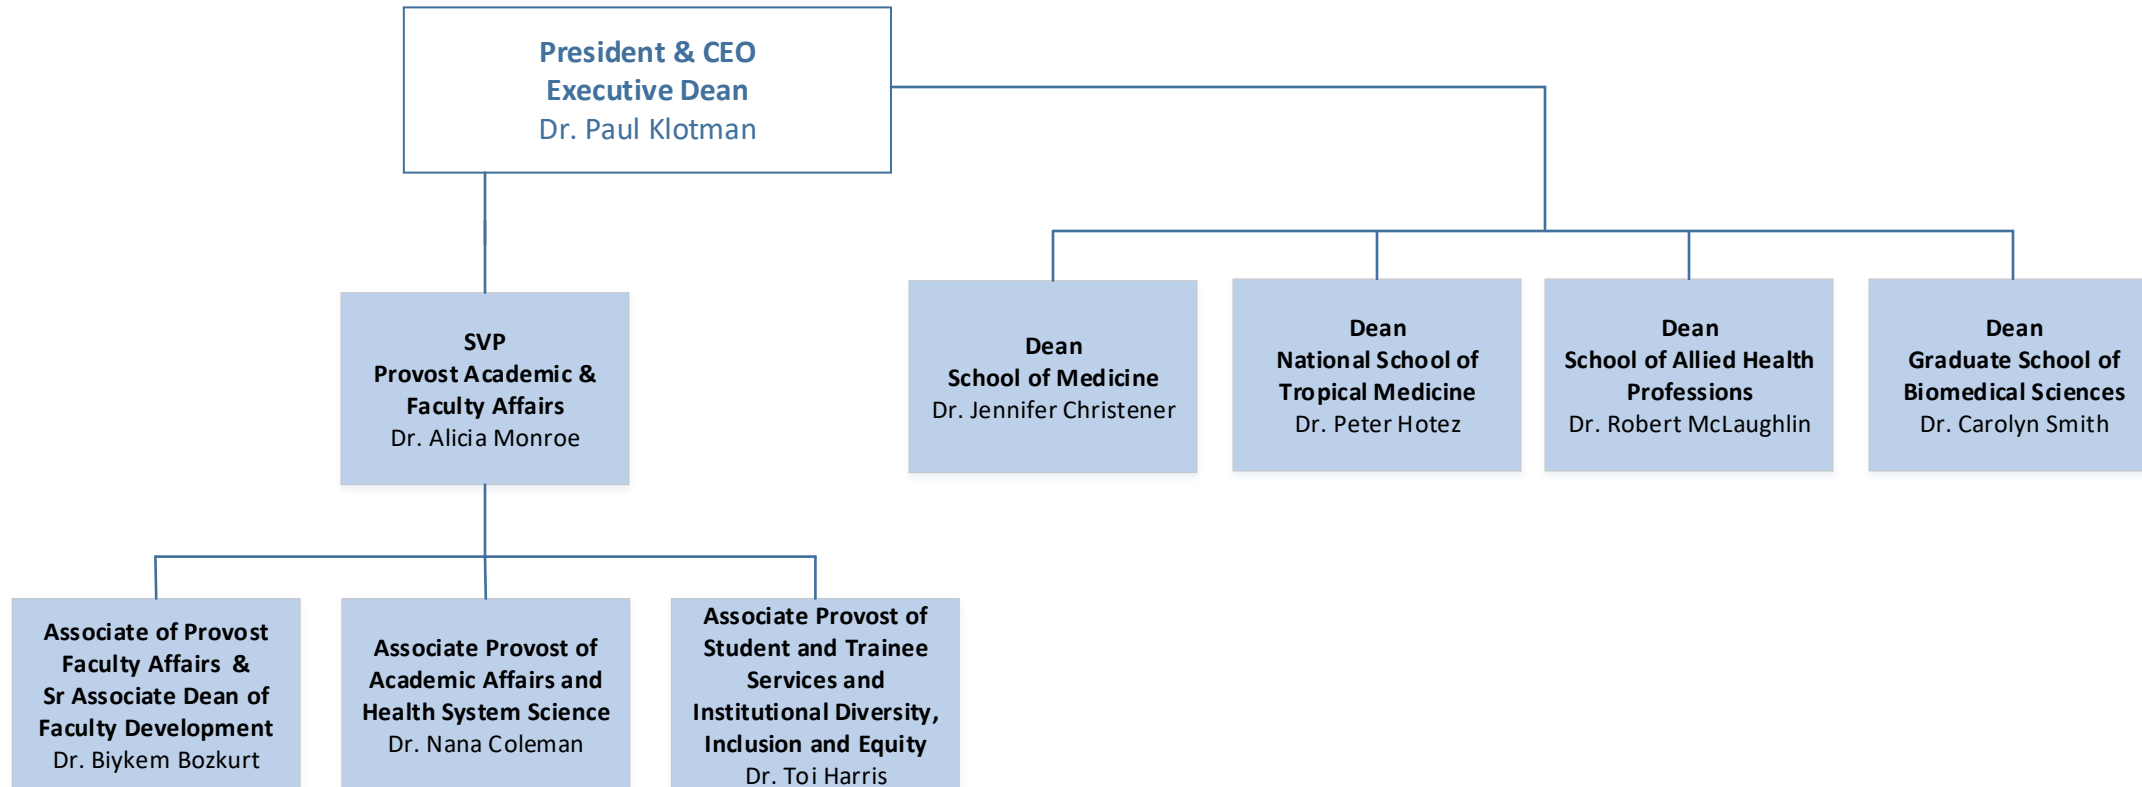 President & CEO
Executive Dean
Dr. Paul Klotman
SVP
Provost Academic &
Faculty Affairs
Dr. Alicia Monroe
Dean
School of Medicine
Dr. Jennifer Christener
Dean
National School of
Tropical Medicine
Dr. Peter Hotez
Dean
School of Allied Health
Professions
Dr. Robert McLaughlin
Dean
Graduate School of
Biomedical Sciences
Dr. Carolyn Smith
Associate of Provost
Faculty Affairs &
Sr Associate Dean of
Faculty Development
Dr. Biykem Bozkurt
Associate Provost of
Academic Affairs and
Health System Science
Dr. Nana Coleman
Associate Provost of
Student and Trainee
Services and
Institutional Diversity,
Inclusion and Equity
Dr. Toi Harris